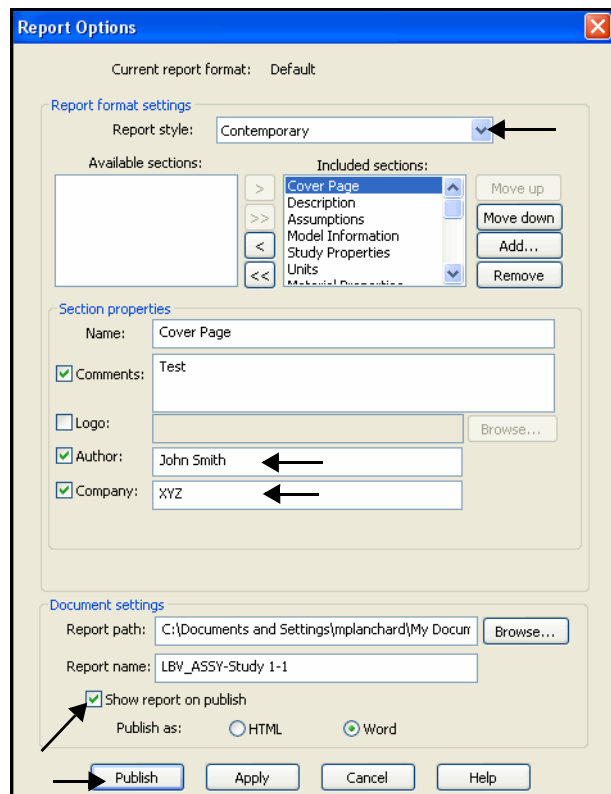 Report Options
Current report format: Default
Report format settings
Report style: Contemporary
Available sections: Included sections:
> Cover Page Move up
Description
>> Assumptions Move down
Model Information
< Study Properties Add...
<< Units Remove
Material Properties
Section properties
Name: Cover Page
Comments: Test
Logo: Browse...
Author: John Smith
Company: XYZ
Document settings
Report path: C:\Documents and Settings\mplanchard\My Docum Browse...
Report name: LBV_ASSY-Study 1-1
Show report on publish
Publish as: HTML Word
Publish Apply Cancel Help